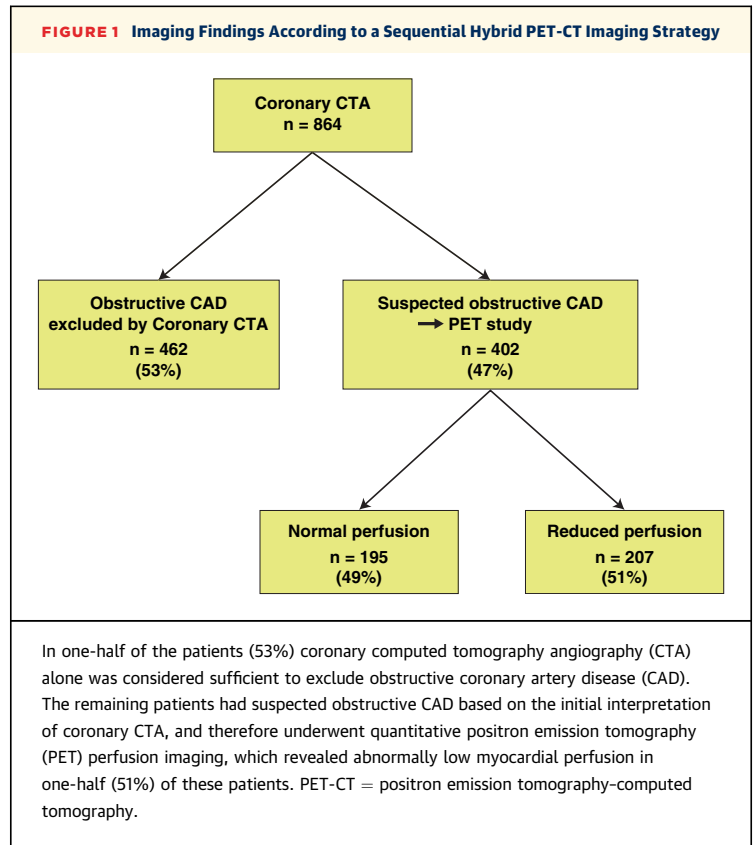 FIGURE 1 Imaging Findings According to a Sequential Hybrid PET-CT Imaging Strategy
Coronary CTA
n = 864
Obstructive CAD
excluded by Coronary CTA
n = 462
(53%)
Suspected obstructive CAD
→ PET study
n = 402
(47%)
Normal perfusion
n = 195
(49%)
Reduced perfusion
n = 207
(51%)
In one-half of the patients (53%) coronary computed tomography angiography (CTA)
alone was considered sufficient to exclude obstructive coronary artery disease (CAD).
The remaining patients had suspected obstructive CAD based on the initial interpretation
of coronary CTA, and therefore underwent quantitative positron emission tomography
(PET) perfusion imaging, which revealed abnormally low myocardial perfusion in
one-half (51%) of these patients. PET-CT = positron emission tomography-computed
tomography.